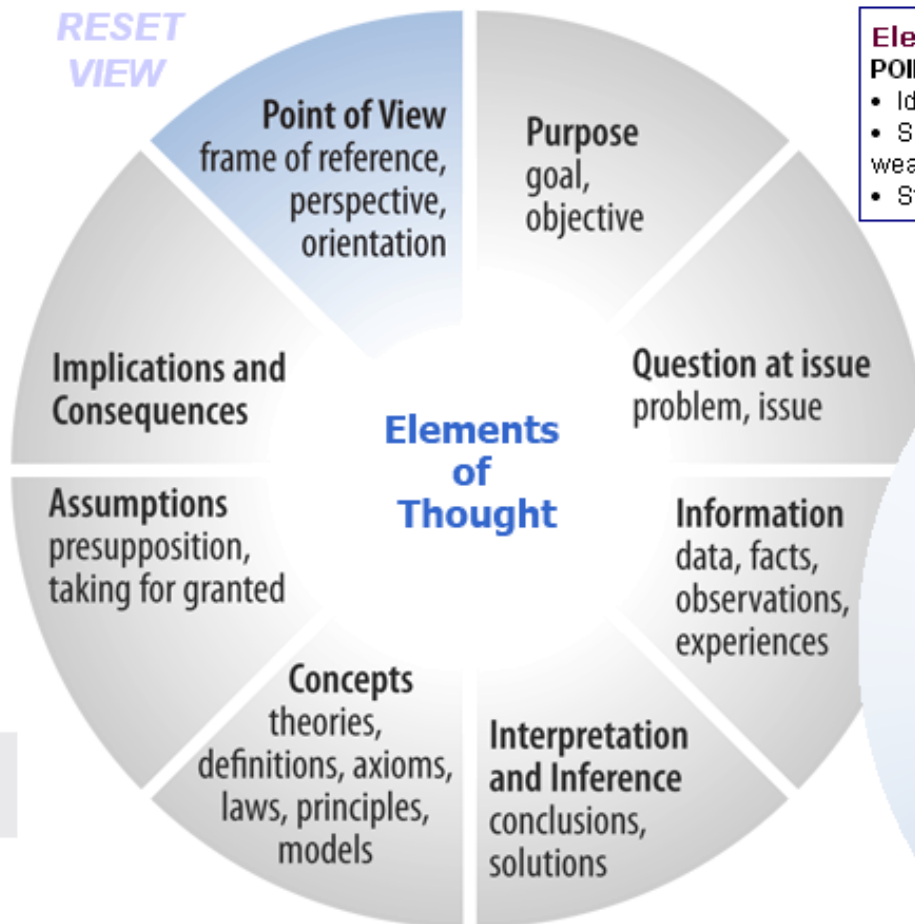 RESET
VIEW
Point of View
frame of reference,
perspective,
orientation
Purpose
goal,
objective
Question at issue
problem, issue
Information
data, facts,
observations,
experiences
Interpretation
and Inference
conclusions,
solutions
Concepts
theories,
definitions, axioms,
laws, principles,
models
Assumptions
presupposition,
taking for granted
Implications and
Consequences
Elements
of
Thought